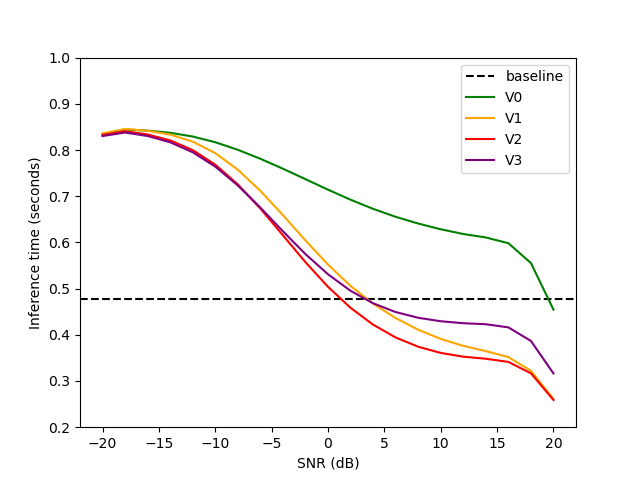 1.0
0.9
0.8
0.7
0.6
0.5
0.4
0.3
0.2
Inference time (seconds)
baseline
V0
V1
V2
V3
−20 −15 −10 −5 0 5 10 15 20
SNR (dB)